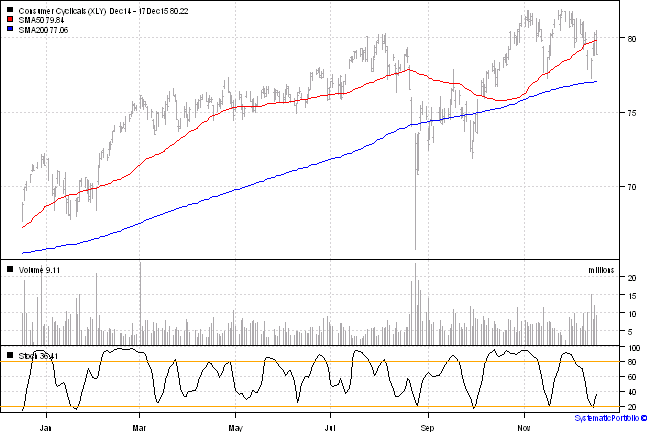 Consumer Cyclicals (XLY) Dec14 - 17Dec15 80.22
SMA50 79.84
SMA200 77.06
80
75
70
Volume 9.11
millions
20
15
10
5
Stoch 36.41
80
60
40
20
Jan Mar May Jul Sep Nov
SystematicPortfolio ©